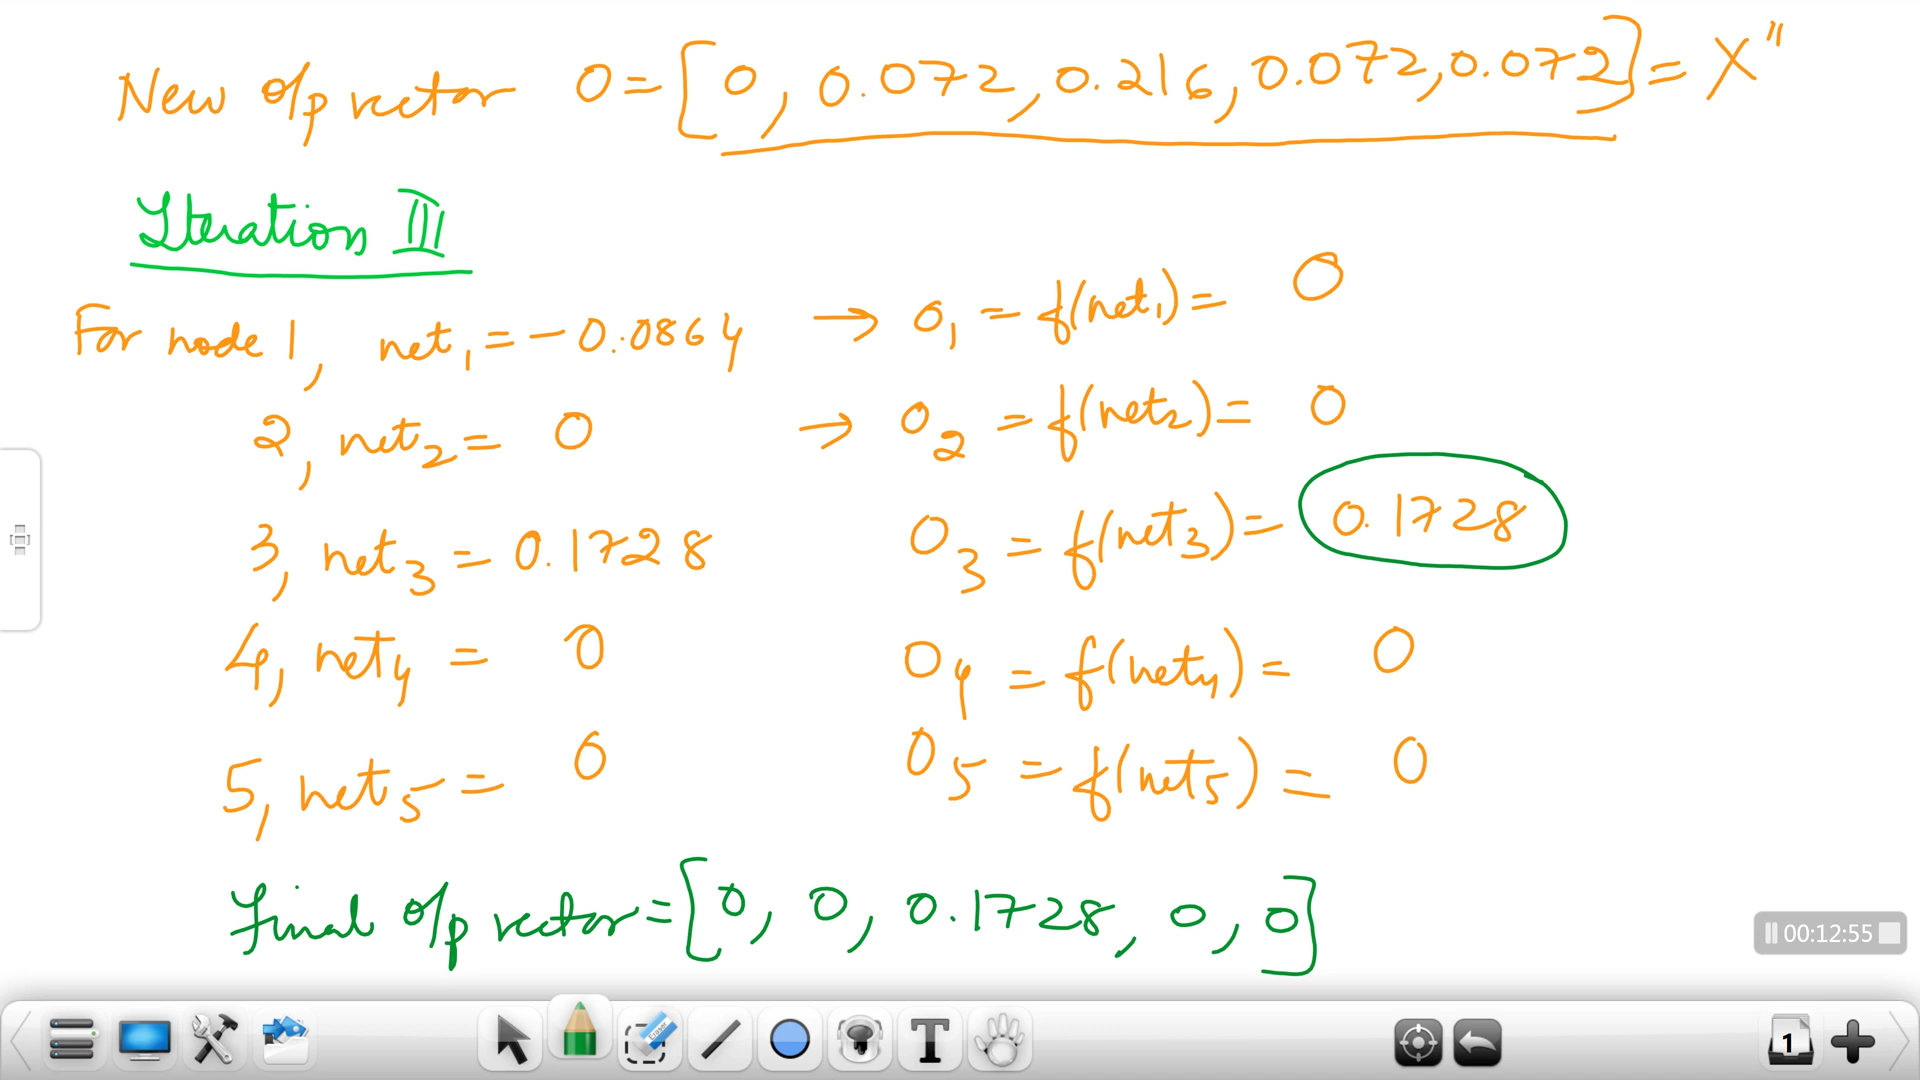 New o/p vector O = [0, 0.072, 0.216, 0.072, 0.072] = X"
Iteration III
For node 1, net1 = -0.0864 → o1 = f(net1) = 0
2, net2 = 0 → o2 = f(net2) = 0
3, net3 = 0.1728 o3 = f(net3) = 0.1728
4, net4 = 0 o4 = f(net4) = 0
5, net5 = 0 o5 = f(net5) = 0
Final o/p vector = [0, 0, 0.1728, 0, 0]
00:12:55
Eraser
T
1